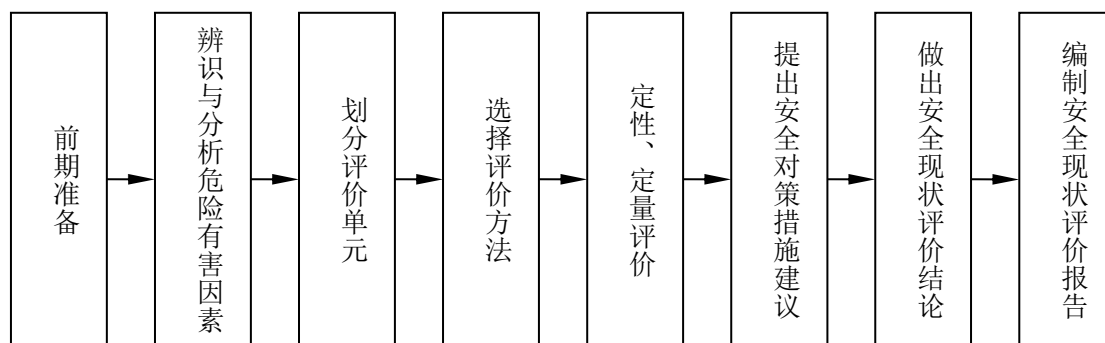 前期准备
辨识与分析危险有害因素
划分评价单元
选择评价方法
定性、定量评价
提出安全对策措施建议
做出安全现状评价结论
编制安全现状评价报告